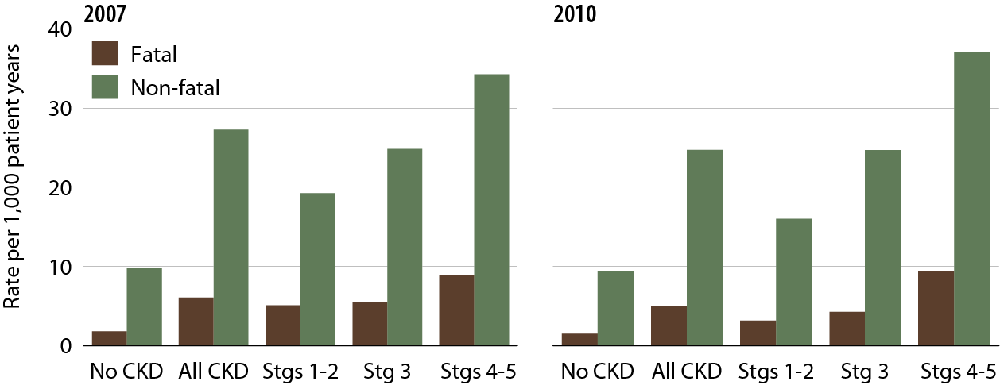 2007
2010
Rate per 1,000 patient years
40
30
20
10
0
Fatal
Non-fatal
No CKD All CKD Stgs 1-2 Stg 3 Stgs 4-5
No CKD All CKD Stgs 1-2 Stg 3 Stgs 4-5